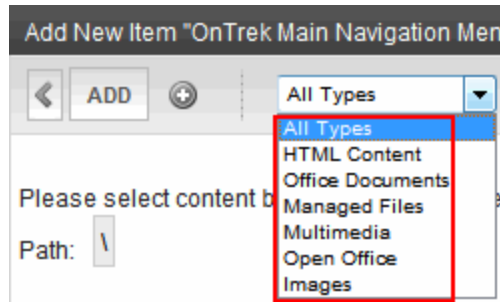 Add New Item "OnTrek Main Navigation Men
ADD
All Types
All Types
HTML Content
Office Documents
Managed Files
Multimedia
Open Office
Images
Please select content b
Path: \